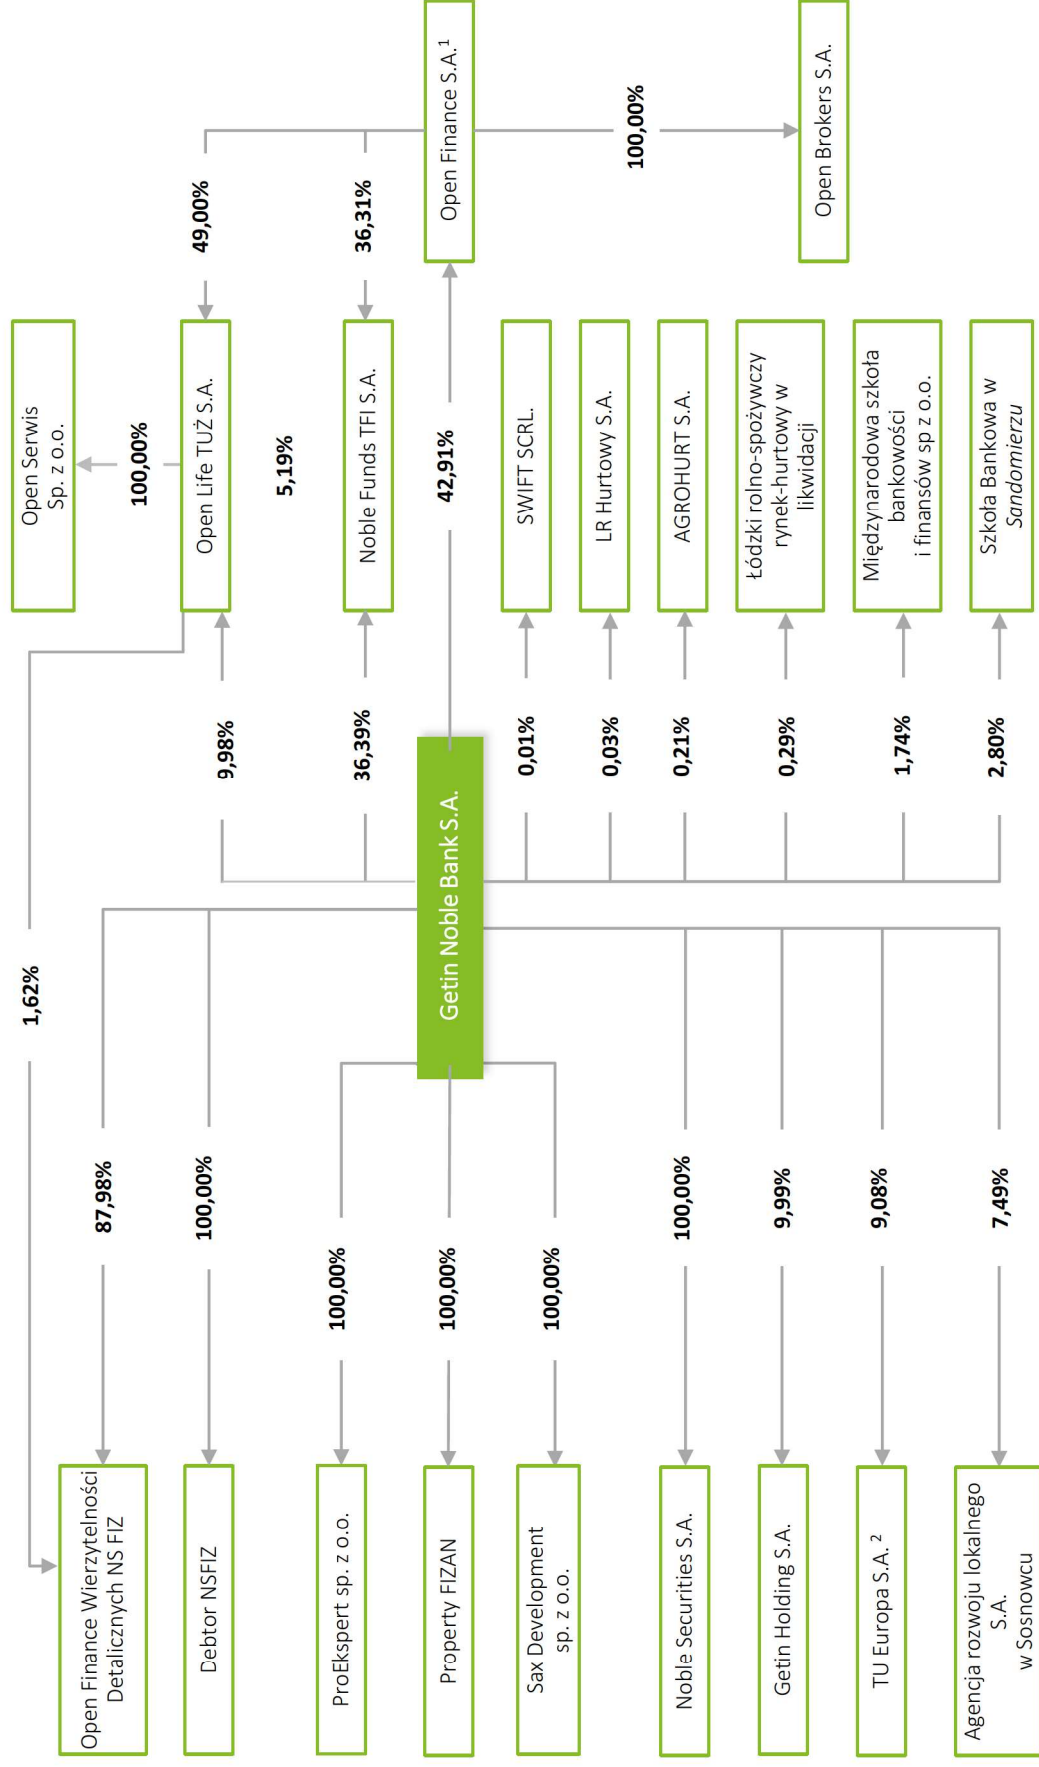 1,62%
Open Serwis
Sp. z o.o.
Open Finance Wierzytelności
Detalicznych NS FIZ
87,98%
100,00%
Debtor NSFIZ
100,00%
9,98%
Open Life TUŻ S.A.
49,00%
5,19%
ProEkspert sp. z o.o.
100,00%
36,39%
Noble Funds TFI S.A.
36,31%
Property FIZAN
100,00%
Getin Noble Bank S.A.
42,91%
Open Finance S.A.¹
Sax Development
sp. z o.o.
100,00%
0,01%
SWIFT SCRL.
0,03%
LR Hurtowy S.A.
100,00%
Noble Securities S.A.
100,00%
0,21%
AGROHURT S.A.
Getin Holding S.A.
9,99%
0,29%
Łódzki rolno-spożywczy
rynek-hurtowy w
likwidacji
Open Brokers S.A.
TU Europa S.A. ²
9,08%
1,74%
Międzynarodowa szkoła
bankowości
i finansów sp z o.o.
Agencja rozwoju lokalnego
S.A.
w Sosnowcu
7,49%
2,80%
Szkoła Bankowa w
Sandomierzu